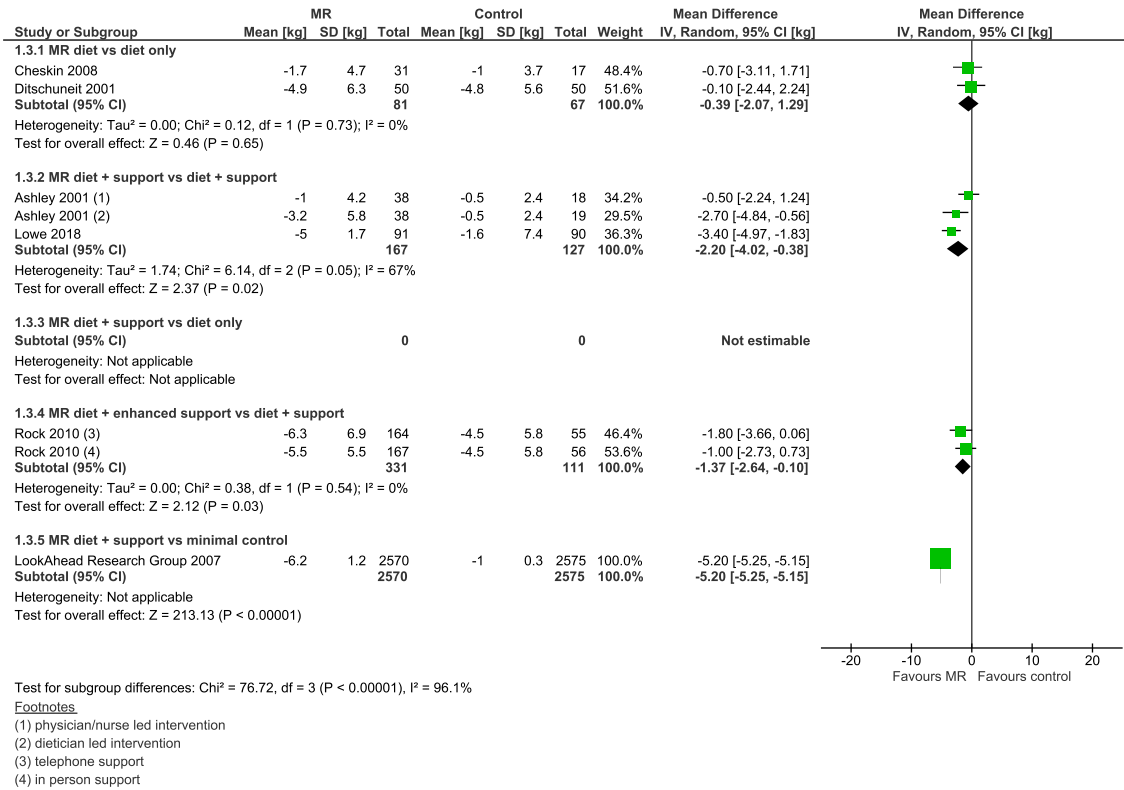 MR Control Mean Difference Mean Difference
Study or Subgroup Mean [kg] SD [kg] Total Mean [kg] SD [kg] Total Weight IV, Random, 95% CI [kg] IV, Random, 95% CI [kg]
1.3.1 MR diet vs diet only
Cheskin 2008 -1.7 4.7 31 -1 3.7 17 48.4% -0.70 [-3.11, 1.71]
Ditschuneit 2001 -4.9 6.3 50 -4.8 5.6 50 51.6% -0.10 [-2.44, 2.24]
Subtotal (95% CI) 81 67 100.0% -0.39 [-2.07, 1.29]
Heterogeneity: Tau² = 0.00; Chi² = 0.12, df = 1 (P = 0.73); I² = 0%
Test for overall effect: Z = 0.46 (P = 0.65)
1.3.2 MR diet + support vs diet + support
Ashley 2001 (1) -1 4.2 38 -0.5 2.4 18 34.2% -0.50 [-2.24, 1.24]
Ashley 2001 (2) -3.2 5.8 38 -0.5 2.4 19 29.5% -2.70 [-4.84, -0.56]
Lowe 2018 -5 1.7 91 -1.6 7.4 90 36.3% -3.40 [-4.97, -1.83]
Subtotal (95% CI) 167 127 100.0% -2.20 [-4.02, -0.38]
Heterogeneity: Tau² = 1.74; Chi² = 6.14, df = 2 (P = 0.05); I² = 67%
Test for overall effect: Z = 2.37 (P = 0.02)
1.3.3 MR diet + support vs diet only
Subtotal (95% CI) 0 0 Not estimable
Heterogeneity: Not applicable
Test for overall effect: Not applicable
1.3.4 MR diet + enhanced support vs diet + support
Rock 2010 (3) -6.3 6.9 164 -4.5 5.8 55 46.4% -1.80 [-3.66, 0.06]
Rock 2010 (4) -5.5 5.5 167 -4.5 5.8 56 53.6% -1.00 [-2.73, 0.73]
Subtotal (95% CI) 331 111 100.0% -1.37 [-2.64, -0.10]
Heterogeneity: Tau² = 0.00; Chi² = 0.38, df = 1 (P = 0.54); I² = 0%
Test for overall effect: Z = 2.12 (P = 0.03)
1.3.5 MR diet + support vs minimal control
LookAhead Research Group 2007 -6.2 1.2 2570 -1 0.3 2575 100.0% -5.20 [-5.25, -5.15]
Subtotal (95% CI) 2570 2575 100.0% -5.20 [-5.25, -5.15]
Heterogeneity: Not applicable
Test for overall effect: Z = 213.13 (P < 0.00001)
-20 -10 0 10 20
Favours MR Favours control
Test for subgroup differences: Chi² = 76.72, df = 3 (P < 0.00001), I² = 96.1%
Footnotes
(1) physician/nurse led intervention
(2) dietician led intervention
(3) telephone support
(4) in person support